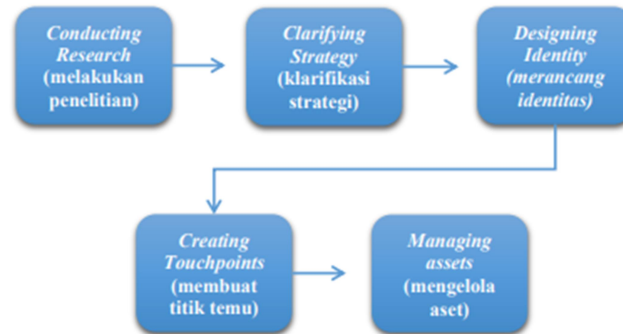 Conducting
Research
(melakukan
penelitian)
Clarifying
Strategy
(klarifikasi
strategi)
Designing
Identity
(merancang
identitas)
Creating
Touchpoints
(membuat
titik temu)
Managing
assets
(mengelola
aset)